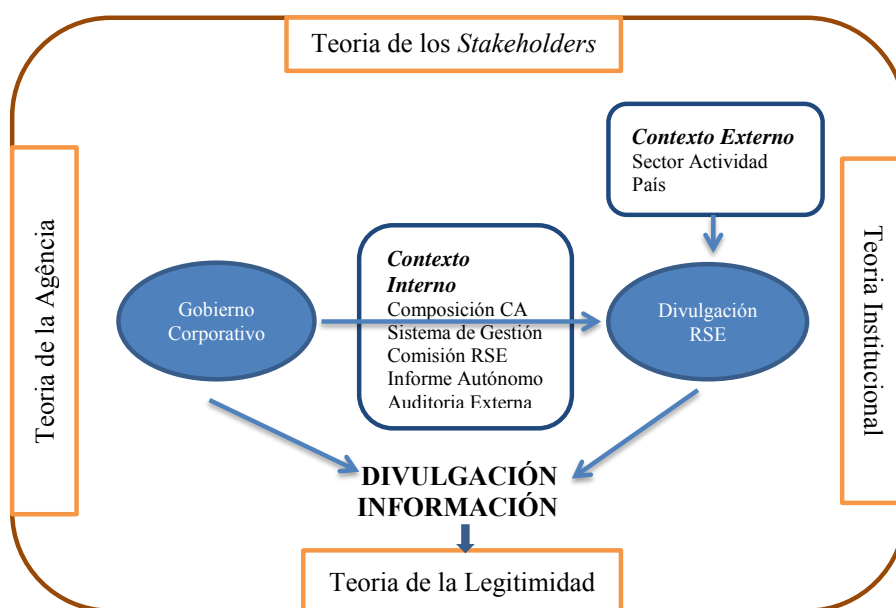 Teoria de los Stakeholders
Contexto Externo
Sector Actividad
País
Teoria de la Agência
Teoria Institucional
Contexto
Interno
Composición CA
Sistema de Gestión
Comisión RSE
Informe Autónomo
Auditoria Externa
Gobierno
Corporativo
Divulgación
RSE
DIVULGACIÓN
INFORMACIÓN
Teoria de la Legitimidad